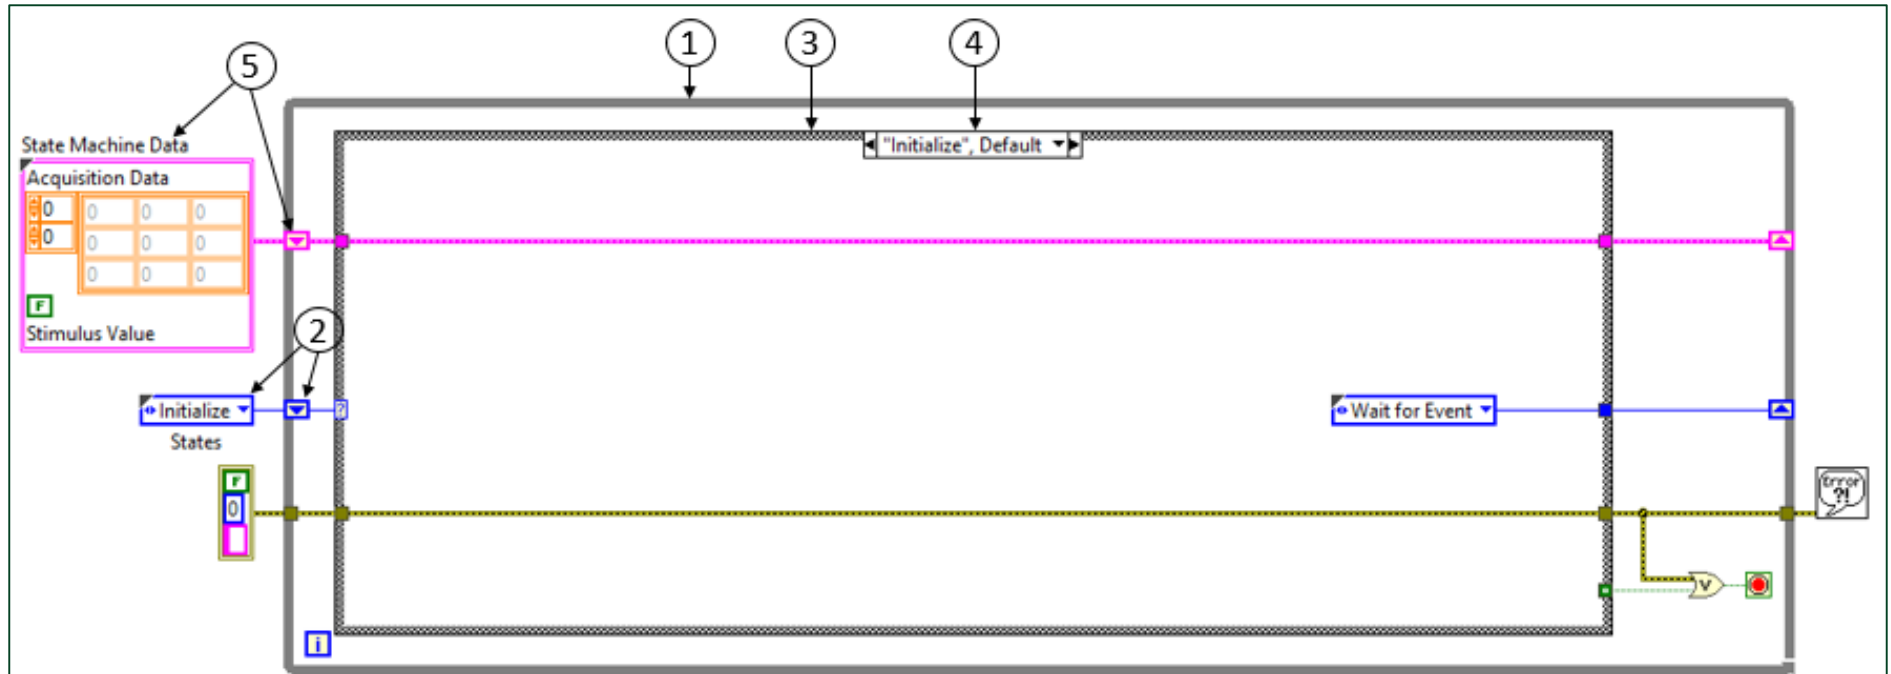 1
3
4
5
State Machine Data
"Initialize", Default
Acquisition Data
0
0 0 0
0
0 0 0
0 0 0
F
Stimulus Value
2
Initialize
?
Wait for Event
States
F
0
Error
?!
V
i